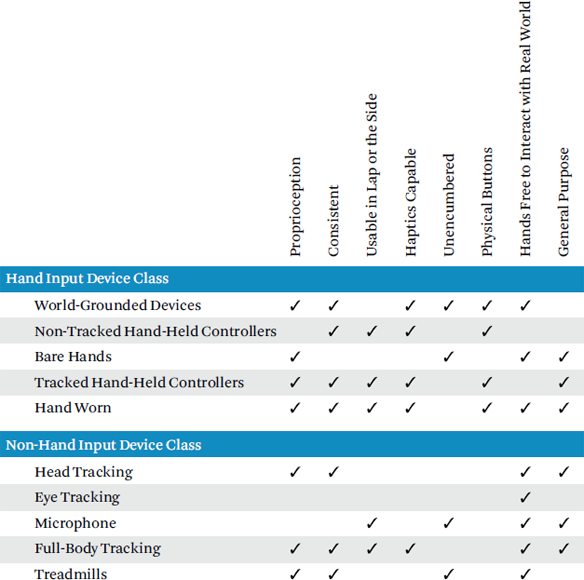 Proprioception
Consistent
Usable in Lap or the Side
Haptics Capable
Unencumbered
Physical Buttons
Hands Free to Interact with Real World
General Purpose
Hand Input Device Class
World-Grounded Devices ✓ ✓ ✓ ✓ ✓ ✓
Non-Tracked Hand-Held Controllers ✓ ✓ ✓ ✓
Bare Hands ✓ ✓ ✓ ✓
Tracked Hand-Held Controllers ✓ ✓ ✓ ✓ ✓ ✓
Hand Worn ✓ ✓ ✓ ✓ ✓ ✓ ✓
Non-Hand Input Device Class
Head Tracking ✓ ✓ ✓ ✓
Eye Tracking ✓
Microphone ✓ ✓ ✓ ✓
Full-Body Tracking ✓ ✓ ✓ ✓ ✓ ✓
Treadmills ✓ ✓ ✓ ✓